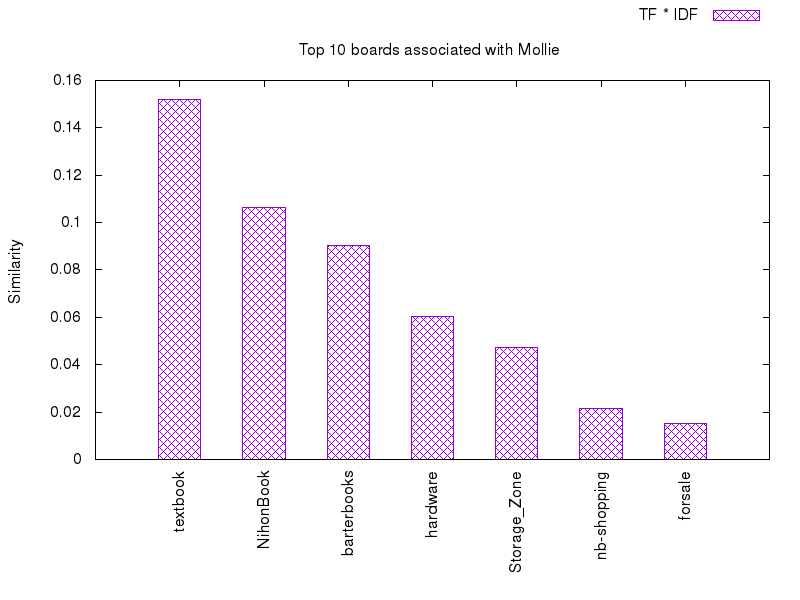 TF * IDF
Top 10 boards associated with Mollie
0.16
0.14
0.12
0.1
0.08
0.06
0.04
0.02
0
Similarity
textbook
NihonBook
barterbooks
hardware
Storage_Zone
nb-shopping
forsale